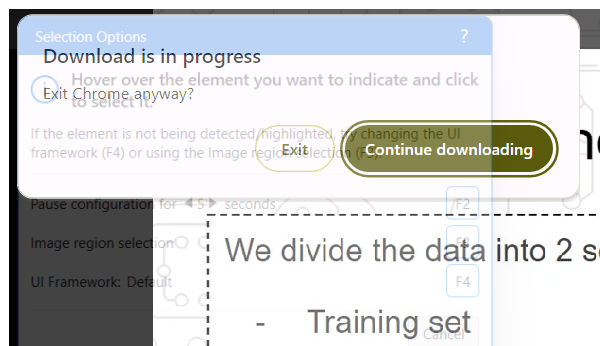 Selection Options ?
Download is in progress
Hover over the element you want to indicate and click
to select it.
Exit Chrome anyway?
If the element is not being detected/highlighted, try changing the UI
framework (F4) or using the Image region selection (F3).
Exit
Continue downloading
Pause configuration for 5 seconds F2
Image region selection F3
UI Framework: Default F4
Cancel
We divide the data into 2 s
- Training set